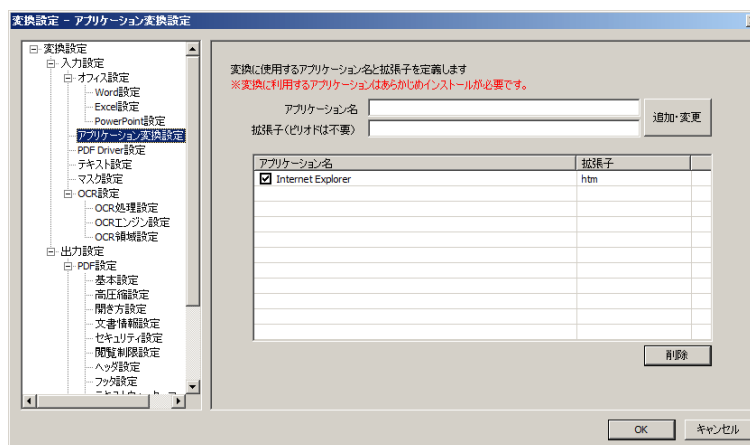 変換設定 - アプリケーション変換設定
変換設定
入力設定
オフィス設定
Word設定
Excel設定
PowerPoint設定
アプリケーション変換設定
PDF Driver設定
テキスト設定
マスク設定
OCR設定
OCR処理設定
OCRエンジン設定
OCR領域設定
出力設定
PDF設定
基本設定
高圧縮設定
開き方設定
文書情報設定
セキュリティ設定
閲覧制限設定
ヘッダ設定
フッタ設定
変換に使用するアプリケーション名と拡張子を定義します
※変換に利用するアプリケーションはあらかじめインストールが必要です。
アプリケーション名
拡張子(ピリオドは不要)
追加・変更
アプリケーション名 拡張子
Internet Explorer htm
削除
OK キャンセル